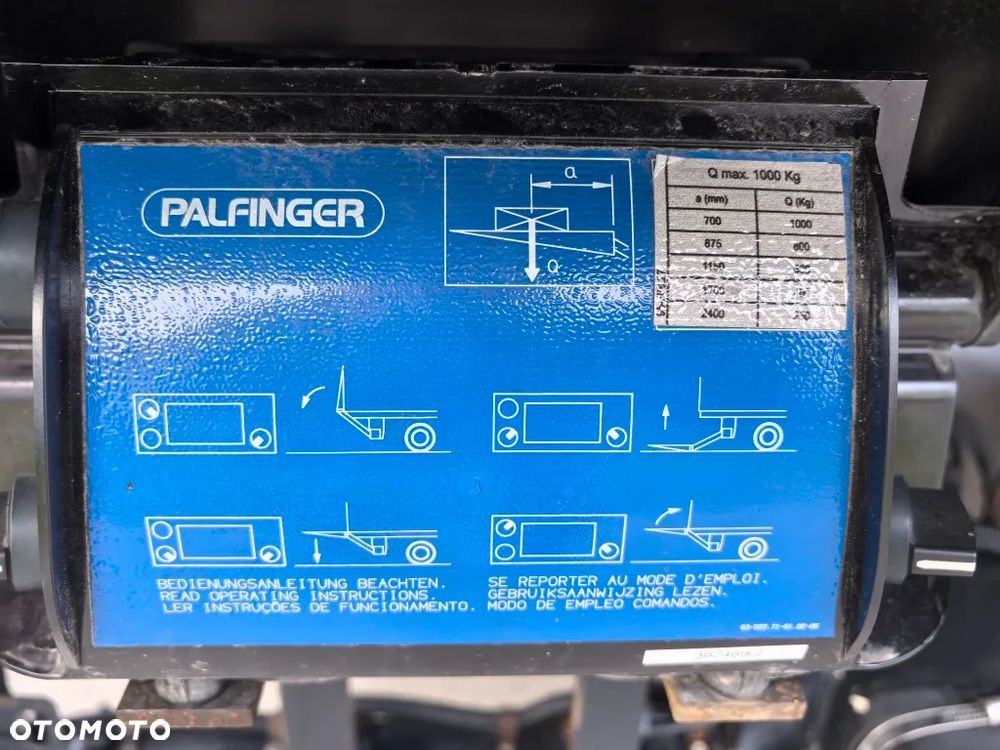 PALFINGER
a
Q
Q max. 1000 Kg
a (mm) Q (Kg)
700 1000
875 800
2400
BEDIENUNGSANLEITUNG BEACHTEN.
READ OPERATING INSTRUCTIONS.
LER INSTRUÇÕES DE FUNCIONAMENTO.
SE REPORTER AU MODE D'EMPLOI.
GEBRUIKSAANWIJZING LEZEN.
MODO DE EMPLEO COMANDOS.
OTOMOTO